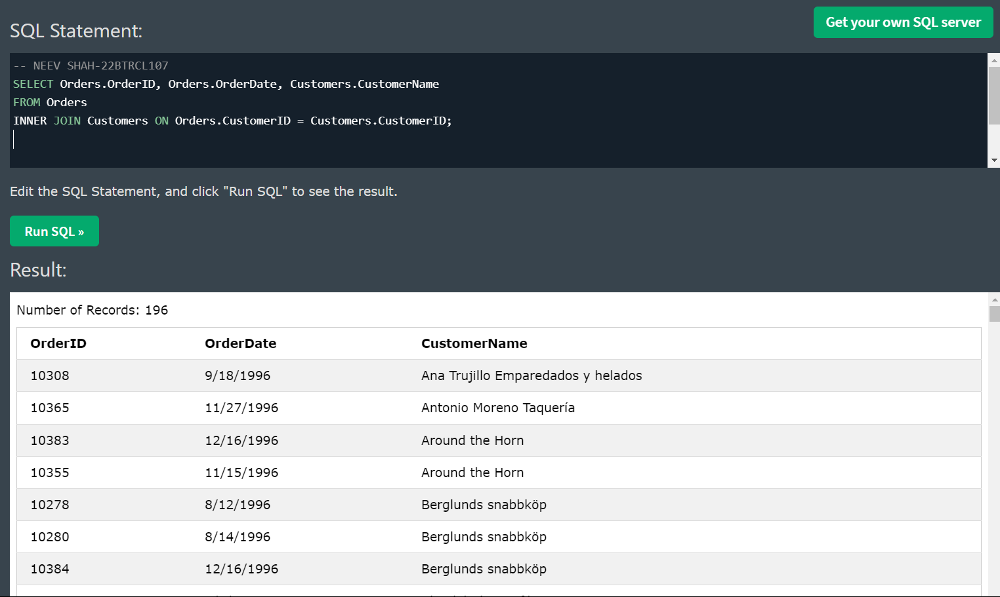 SQL Statement:
Get your own SQL server
-- NEEV SHAH-22BTRCL107
SELECT Orders.OrderID, Orders.OrderDate, Customers.CustomerName
FROM Orders
INNER JOIN Customers ON Orders.CustomerID = Customers.CustomerID;
Edit the SQL Statement, and click "Run SQL" to see the result.
Run SQL »
Result:
Number of Records: 196
OrderID OrderDate CustomerName
10308 9/18/1996 Ana Trujillo Emparedados y helados
10365 11/27/1996 Antonio Moreno Taquería
10383 12/16/1996 Around the Horn
10355 11/15/1996 Around the Horn
10278 8/12/1996 Berglunds snabbköp
10280 8/14/1996 Berglunds snabbköp
10384 12/16/1996 Berglunds snabbköp